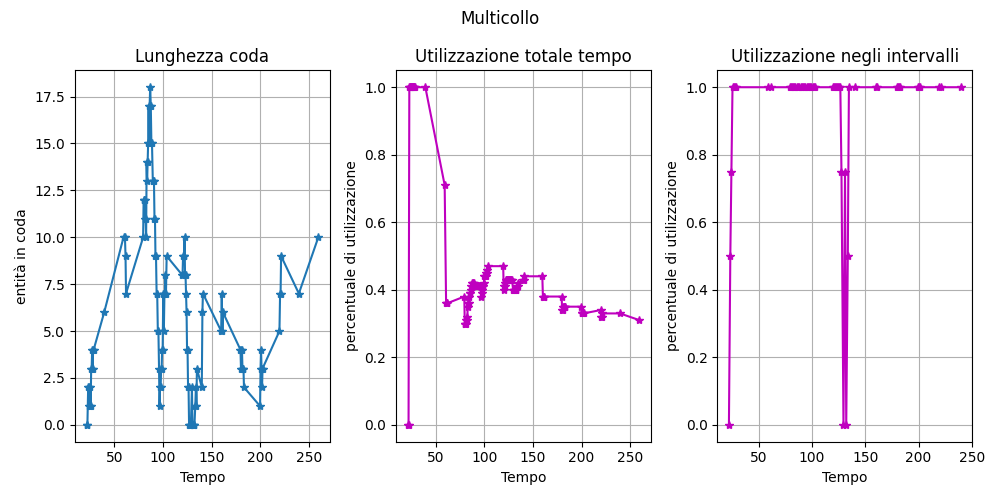 Multicollo
Lunghezza coda
entità in coda
17.5
15.0
12.5
10.0
7.5
5.0
2.5
0.0
50 100 150 200 250
Tempo
Utilizzazione totale tempo
percentuale di utilizzazione
1.0
0.8
0.6
0.4
0.2
0.0
50 100 150 200 250
Tempo
Utilizzazione negli intervalli
percentuale di utilizzazione
1.0
0.8
0.6
0.4
0.2
0.0
50 100 150 200 250
Tempo